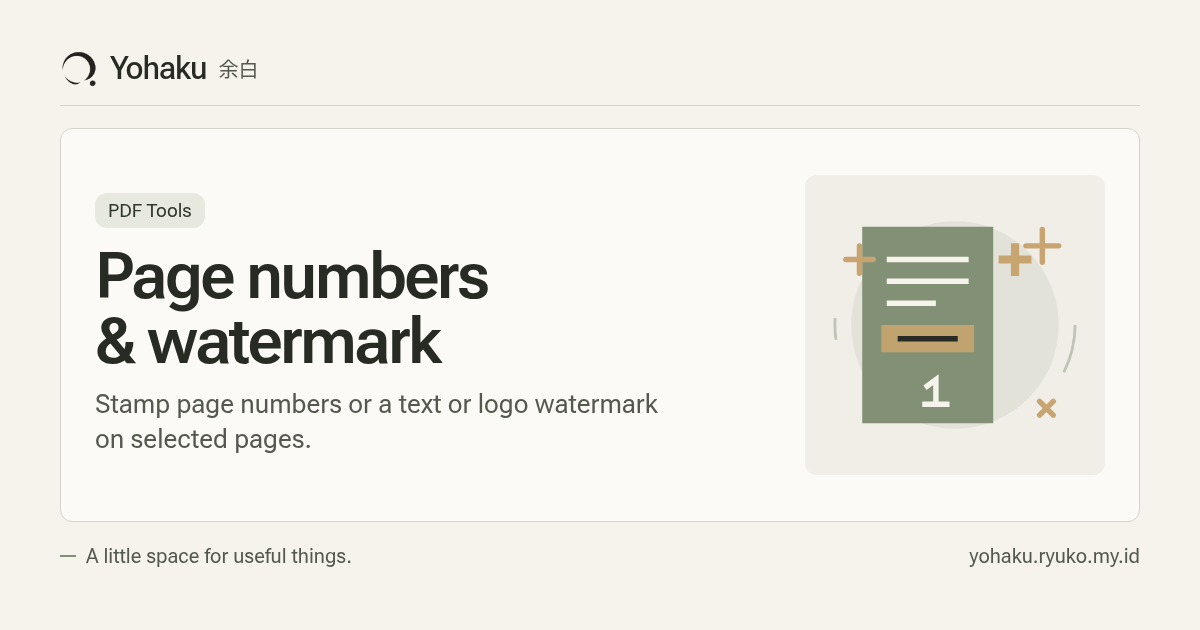 Yohaku 余白
PDF Tools
Page numbers
& watermark
Stamp page numbers or a text or logo watermark
on selected pages.
1
— A little space for useful things.
yohaku.ryuko.my.id